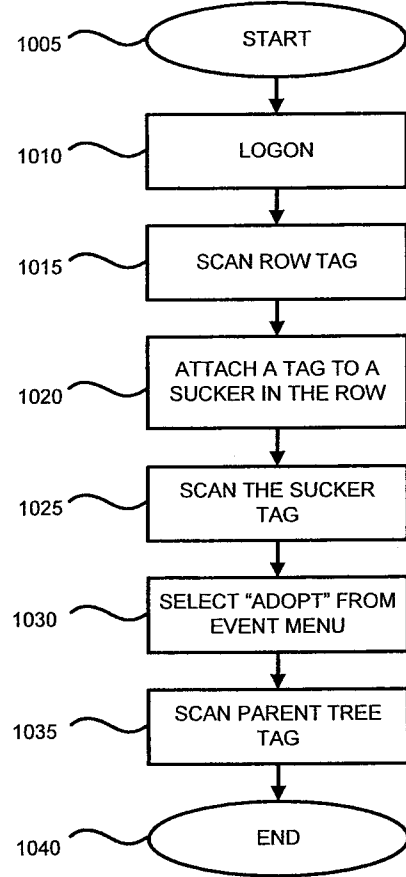 1005
START
1010
LOGON
1015
SCAN ROW TAG
1020
ATTACH A TAG TO A
SUCKER IN THE ROW
1025
SCAN THE SUCKER
TAG
1030
SELECT “ADOPT” FROM
EVENT MENU
1035
SCAN PARENT TREE
TAG
1040
END